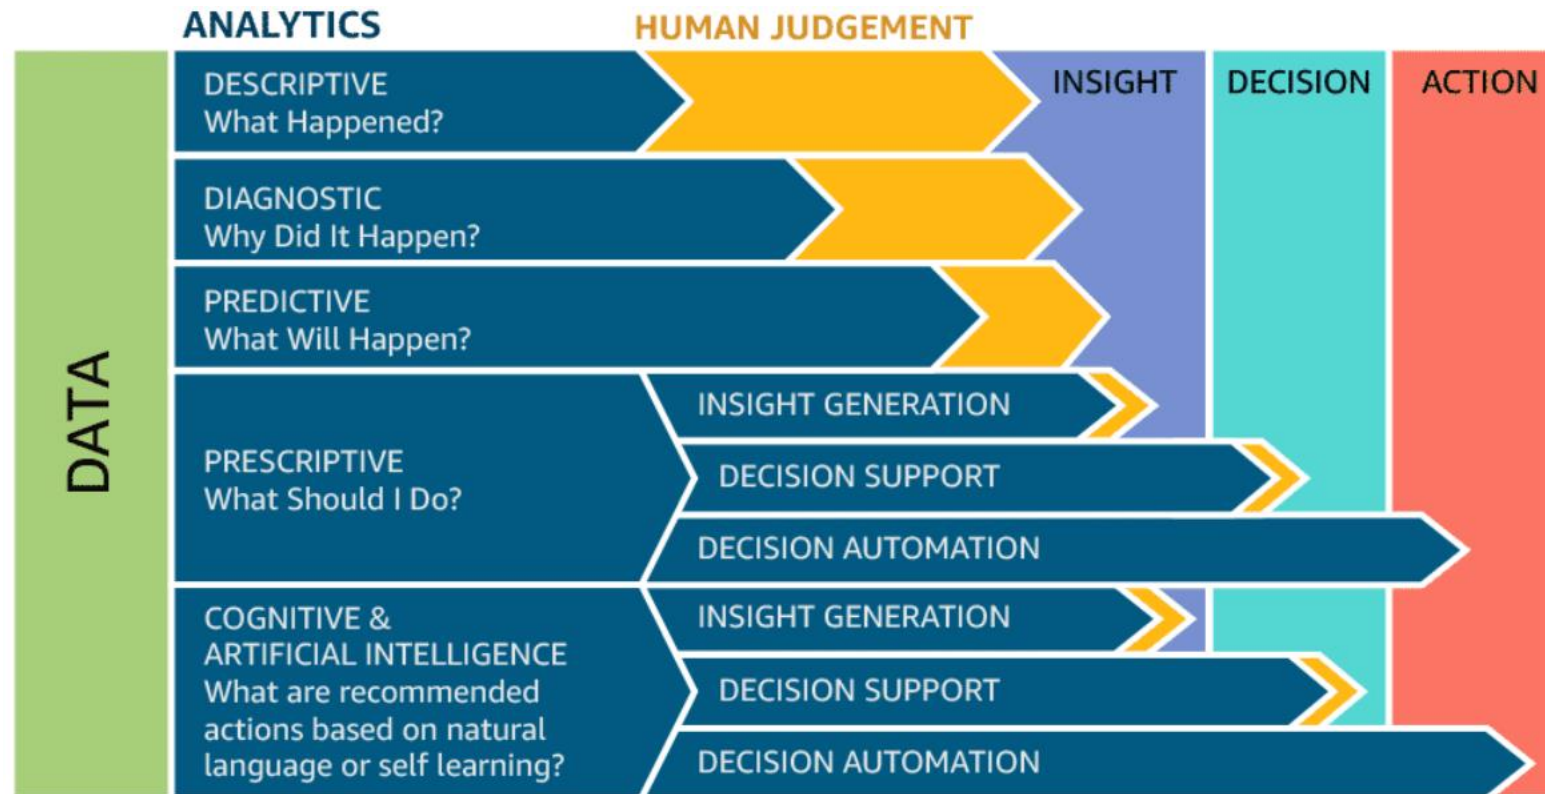 ANALYTICS
HUMAN JUDGEMENT
INSIGHT
DECISION
ACTION
DATA
DESCRIPTIVE
What Happened?
DIAGNOSTIC
Why Did It Happen?
PREDICTIVE
What Will Happen?
PRESCRIPTIVE
What Should I Do?
INSIGHT GENERATION
DECISION SUPPORT
DECISION AUTOMATION
COGNITIVE &
ARTIFICIAL INTELLIGENCE
What are recommended
actions based on natural
language or self learning?
INSIGHT GENERATION
DECISION SUPPORT
DECISION AUTOMATION